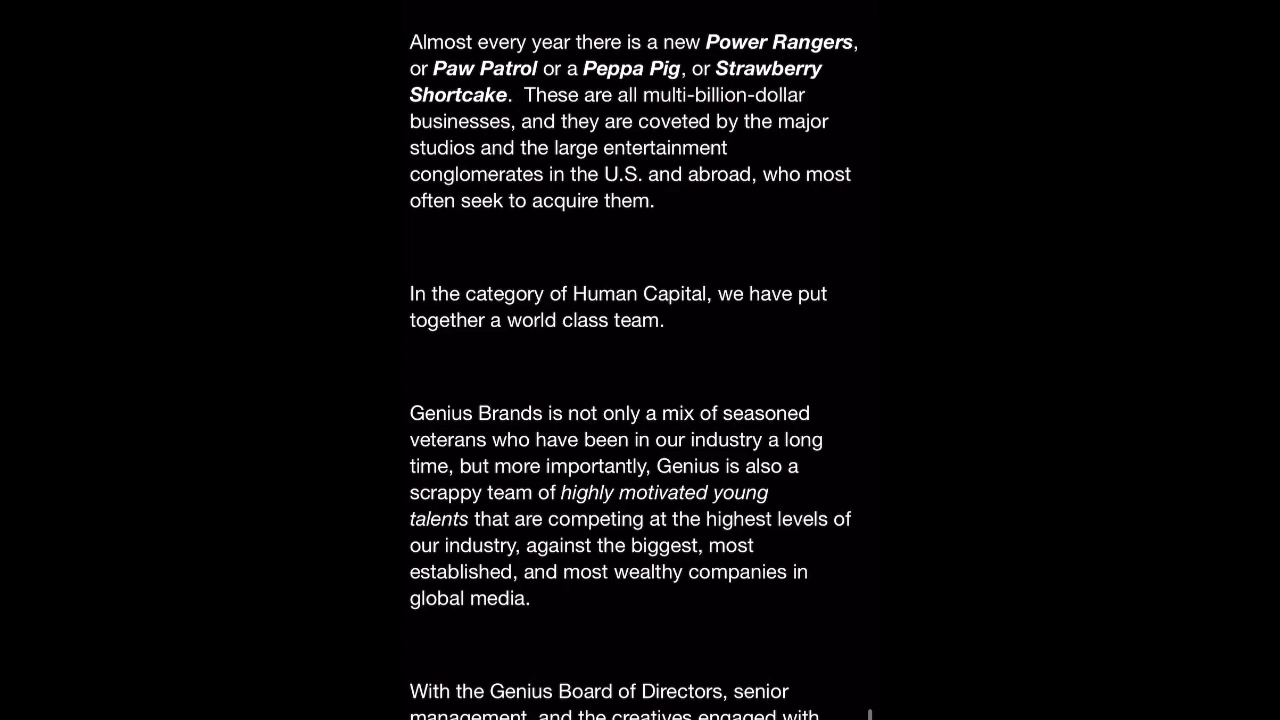 Almost every year there is a new Power Rangers,
or Paw Patrol or a Peppa Pig, or Strawberry
Shortcake.  These are all multi-billion-dollar
businesses, and they are coveted by the major
studios and the large entertainment
conglomerates in the U.S. and abroad, who most
often seek to acquire them.
In the category of Human Capital, we have put
together a world class team.
Genius Brands is not only a mix of seasoned
veterans who have been in our industry a long
time, but more importantly, Genius is also a
scrappy team of highly motivated young
talents that are competing at the highest levels of
our industry, against the biggest, most
established, and most wealthy companies in
global media.
With the Genius Board of Directors, senior
management, and the creatives engaged with